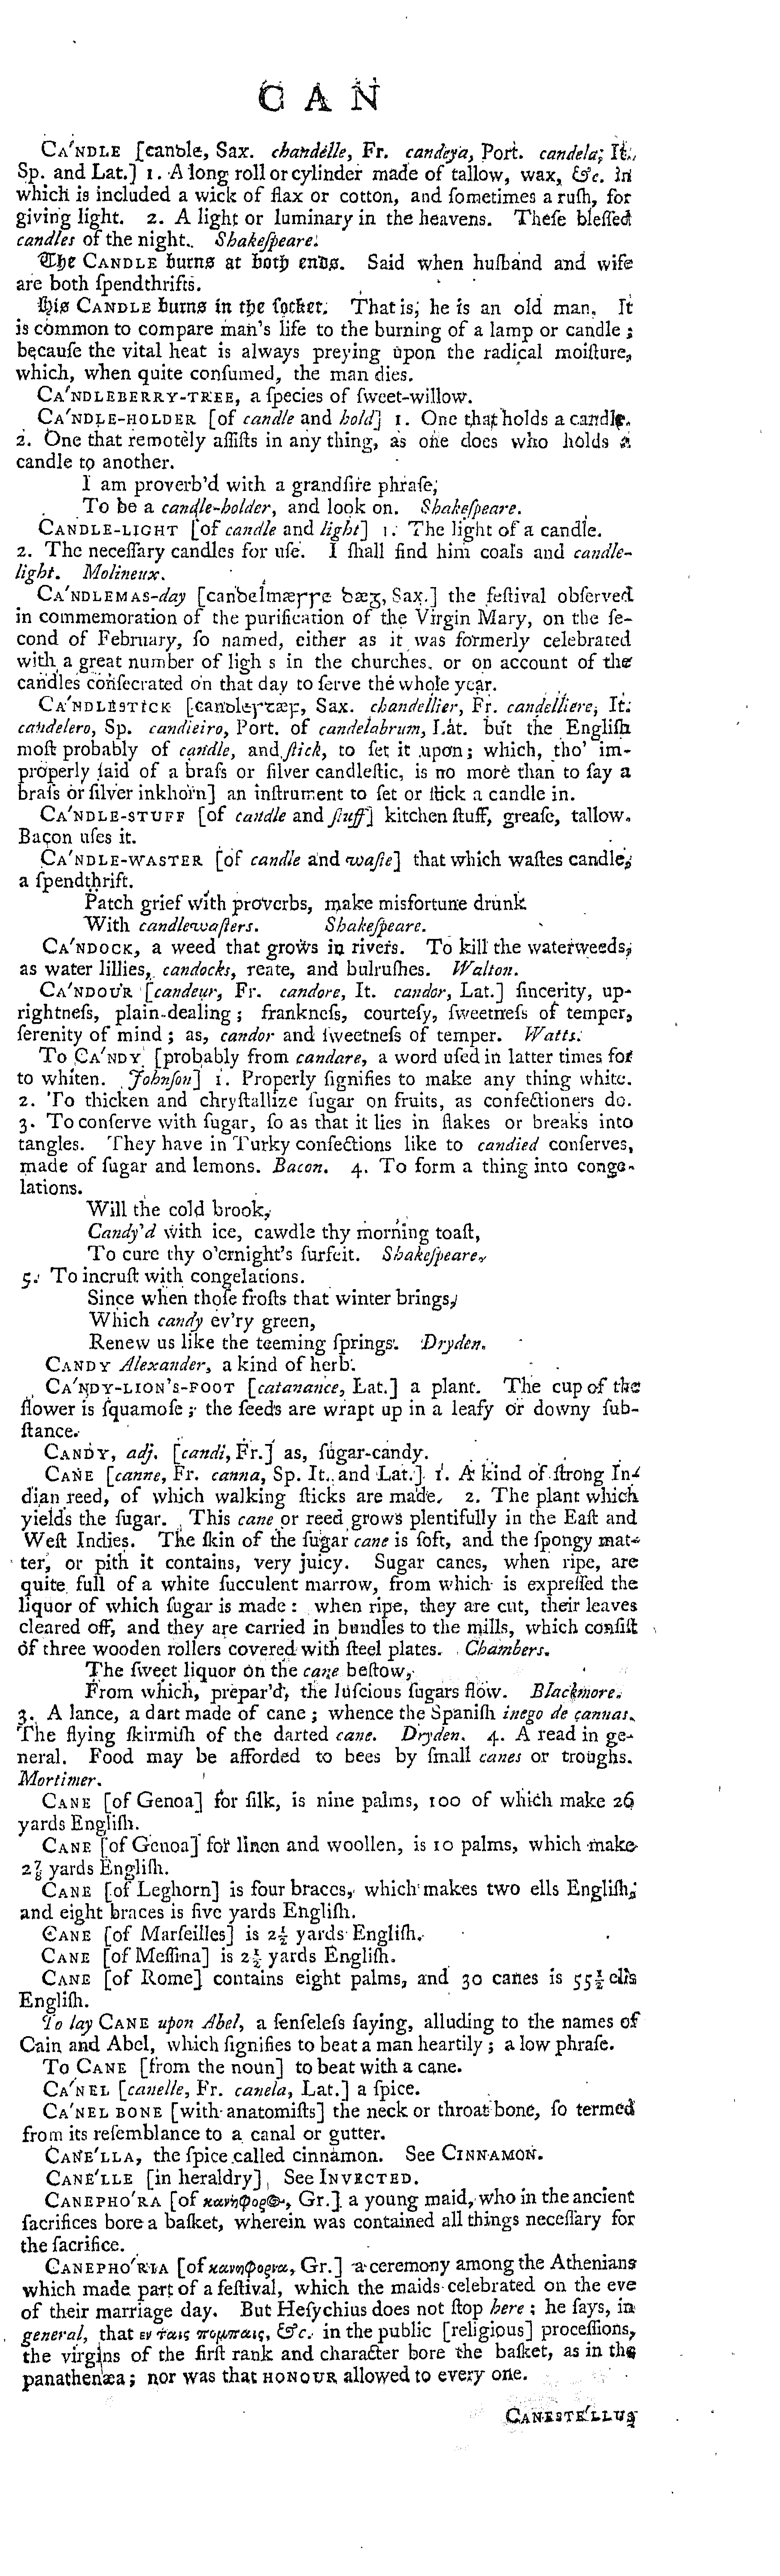 CAN
CA′NDLE [canꝺle, Sax. chandélle, Fr. candeya, Port. candela; It.
Sp. and Lat.] 1. A long roll or cylinder made of tallow, wax, &c. in
which is included a wick of flax or cotton, and ſometimes a ruſh, for
giving light. 2. A light or luminary in the heavens. Theſe bleſſed
candles of the night. Shakeſpeare.
The CANDLE burns at both ends. Said when huſband and wife
are both ſpendthrifts.
His CANDLE burns in the ſocket. That is, he is an old man. It
is common to compare man's life to the burning of a lamp or candle;
becauſe the vital heat is always preying upon the radical moiſture,
which, when quite conſumed, the man dies.
CA′NDLEBERRY-TREE, a ſpecies of ſweet-willow.
CA′NDLE-HOLDER [of candle and hold] 1. One that holds a candle.
2. One that remotely aſſiſts in any thing, as one does who holds a
candle to another.
I am proverb'd with a grandſire phraſe;
To be a candle-holder, and look on. Shakeſpeare.
CANDLE-LIGHT [of candle and light] 1. The light of a candle.
2. The neceſſary candles for uſe. I ſhall find him coals and candle-
light. Molineux.
CA′NDLEMAS-day [canꝺelmæꞅꞅe ꝺæᵹ, Sax.] the feſtival obſerved
in commemoration of the purification of the Virgin Mary, on the ſe-
cond of February, ſo named, either as it was formerly celebrated
with a great number of ligh s in the churches, or on account of the
candles conſecrated on that day to ſerve the whole year.
CA′NDLESTICK [canꝺleꞅꞇæꝼ, Sax. chandellier, Fr. candelliere, It.
candelero, Sp. candieiro, Port. of candelabrum, Lat. but the Engliſh
moſt probably of candle, and ſtick, to ſet it upon; which, tho' im-
properly ſaid of a braſs or ſilver candleſtic, is no more than to ſay a
braſs or ſilver inkhorn] an inſtrument to ſet or ſtick a candle in.
CA′NDLE-STUFF [of candle and ſtuff] kitchen ſtuff, greaſe, tallow.
Bacon uſes it.
CA′NDLE-WASTER [of candle and waſte] that which waſtes candle;
a ſpendthrift.
Patch grief with proverbs, make misfortune drunk
With candlewaſters. Shakeſpeare.
CA′NDOCK, a weed that grows in rivers. To kill the waterweeds,
as water lillies, candocks, reate, and bulruſhes. Walton.
CA′NDOUR [candeur, Fr. candore, It. candor, Lat.] ſincerity, up-
rightneſs, plain-dealing; frankneſs, courteſy, ſweetneſs of temper,
ſerenity of mind; as, candor and ſweetneſs of temper. Watts.
To CA′NDY [probably from candare, a word uſed in latter times for
to whiten. Johnſon] 1. Properly ſignifies to make any thing white.
2. To thicken and chryſtallize ſugar on fruits, as confectioners do.
3. To conſerve with ſugar, ſo as that it lies in flakes or breaks into
tangles. They have in Turky confections like to candied conſerves,
made of ſugar and lemons. Bacon. 4. To form a thing into conge-
lations.
Will the cold brook,
Candy'd with ice, cawdle thy morning toaſt,
To cure thy o'ernight's ſurfeit. Shakeſpeare.
5. To incruſt with congelations.
Since when thoſe froſts that winter brings,
Which candy ev'ry green,
Renew us like the teeming ſprings. Dryden.
CANDY Alexander, a kind of herb.
CA′NDY-LION'S-FOOT [catanance, Lat.] a plant. The cup of the
flower is ſquamoſe; the ſeeds are wrapt up in a leafy or downy ſub-
ſtance.
CANDY, adj. [candi, Fr.] as, ſugar-candy.
CANE [canne, Fr. canna, Sp. It. and Lat.] 1. A kind of ſtrong In-
dian reed, of which walking ſticks are made. 2. The plant which
yields the ſugar. This cane or reed grows plentifully in the Eaſt and
Weſt Indies. The ſkin of the ſugar cane is ſoft, and the ſpongy mat-
ter, or pith it contains, very juicy. Sugar canes, when ripe, are
quite full of a white ſucculent marrow, from which is expreſſed the
liquor of which ſugar is made: when ripe, they are cut, their leaves
cleared off, and they are carried in bundles to the mills, which conſiſt
of three wooden rollers covered with ſteel plates. Chambers.
The ſweet liquor on the cane beſtow,
From which, prepar'd, the luſcious ſugars flow. Blackmore.
3. A lance, a dart made of cane; whence the Spaniſh inego de cannas.
The flying ſkirmiſh of the darted cane. Dryden. 4. A read in ge-
neral. Food may be afforded to bees by ſmall canes or troughs.
Mortimer.
CANE [of Genoa] for ſilk, is nine palms, 100 of which make 26
yards Engliſh.
CANE [of Genoa] for linen and woollen, is 10 palms, which make
2⅞ yards Engliſh.
CANE [of Leghorn] is four braces, which makes two ells Engliſh;
and eight braces is five yards Engliſh.
CANE [of Marſeilles] is 2½ yards Engliſh.
CANE [of Meſſina] is 2½ yards Engliſh.
CANE [of Rome] contains eight palms, and 30 canes is 55½ ells
Engliſh.
To lay CANE upon Abel, a ſenſeleſs ſaying, alluding to the names of
Cain and Abel, which ſignifies to beat a man heartily; a low phraſe.
To CANE [from the noun] to beat with a cane.
CA′NEL [canelle, Fr. canela, Lat.] a ſpice.
CA′NEL BONE [with anatomiſts] the neck or throat bone, ſo termed
from its reſemblance to a canal or gutter.
CANE′LLA, the ſpice called cinnamon. See CINNAMON.
CANE′LLE [in heraldry] See INVECTED.
CANEPHO′RA [of κανηφορος, Gr.] a young maid, who in the ancient
ſacrifices bore a baſket, wherein was contained all things neceſſary for
the ſacrifice.
CANEPHO′RIA [of κανηφορια, Gr.] a ceremony among the Athenians
which made part of a feſtival, which the maids celebrated on the eve
of their marriage day. But Heſychius does not ſtop here; he ſays, in
general, that εν ταις πομπαις, &c. in the public [religious] proceſſions,
the virgins of the firſt rank and character bore the baſket, as in the
panathenæa; nor was that HONOUR allowed to every one.
CANESTE′LLUS